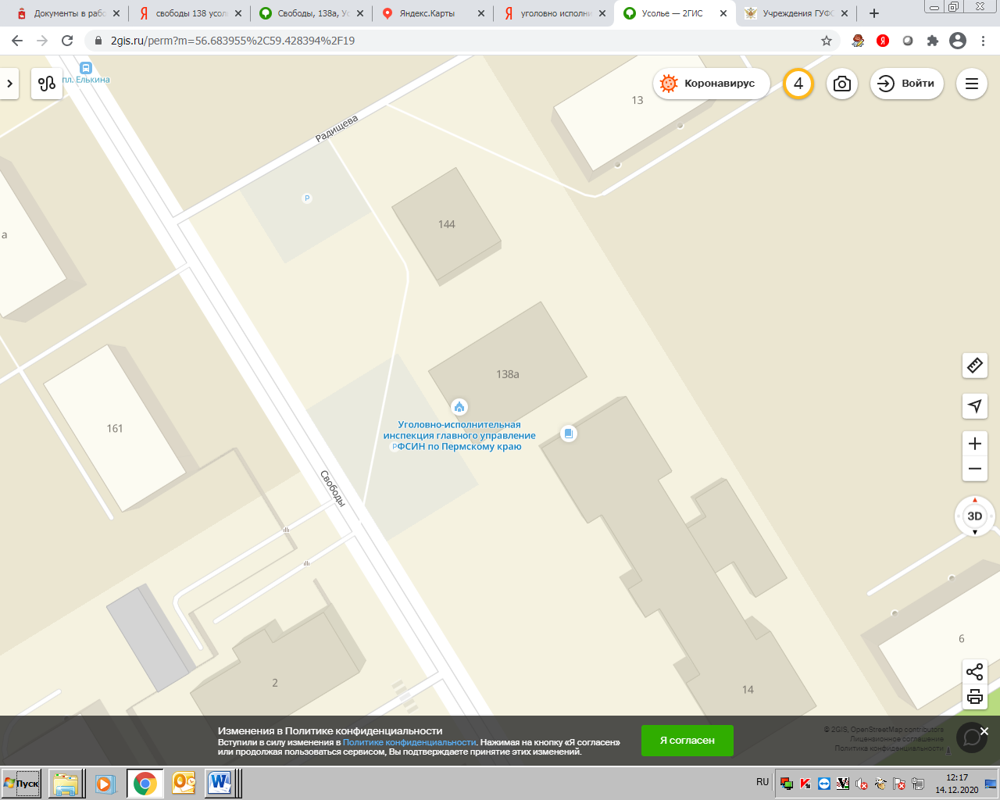 Документы в рабо
свободы 138 усол
Свободы, 138а, Ус
Яндекс.Карты
уголовно исполни
Усолье — 2ГИС
Учреждения ГУФС
2gis.ru/perm?m=56.683955%2C59.428394%2F19
пл. Елькина
Коронавирус
4
Войти
13
Радищева
P
144
а
138а
161
Уголовно-исполнительная
инспекция главного управление
ФСИН по Пермскому краю
P
Свободы
3D
6
2
14
Изменения в Политике конфиденциальности
Вступили в силу изменения в Политике конфиденциальности. Нажимая на кнопку «Я согласен»
или продолжая пользоваться сервисом, Вы подтверждаете принятие этих изменений.
Я согласен
© 2GIS, OpenStreetMap contributors
Лицензионное соглашение
Политика конфиденциальности
Пуск
RU
12:17
14.12.2020